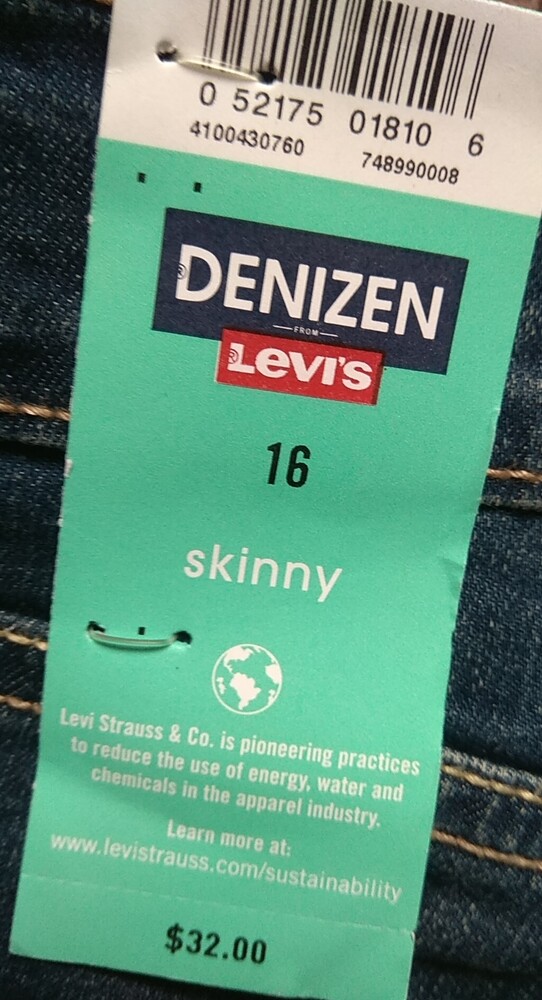 0 52175 01810 6
4100430760 748990008
® DENIZEN
FROM
® Levi's
16
skinny
Levi Strauss & Co. is pioneering practices
to reduce the use of energy, water and
chemicals in the apparel industry.
Learn more at:
www.levistrauss.com/sustainability
$32.00